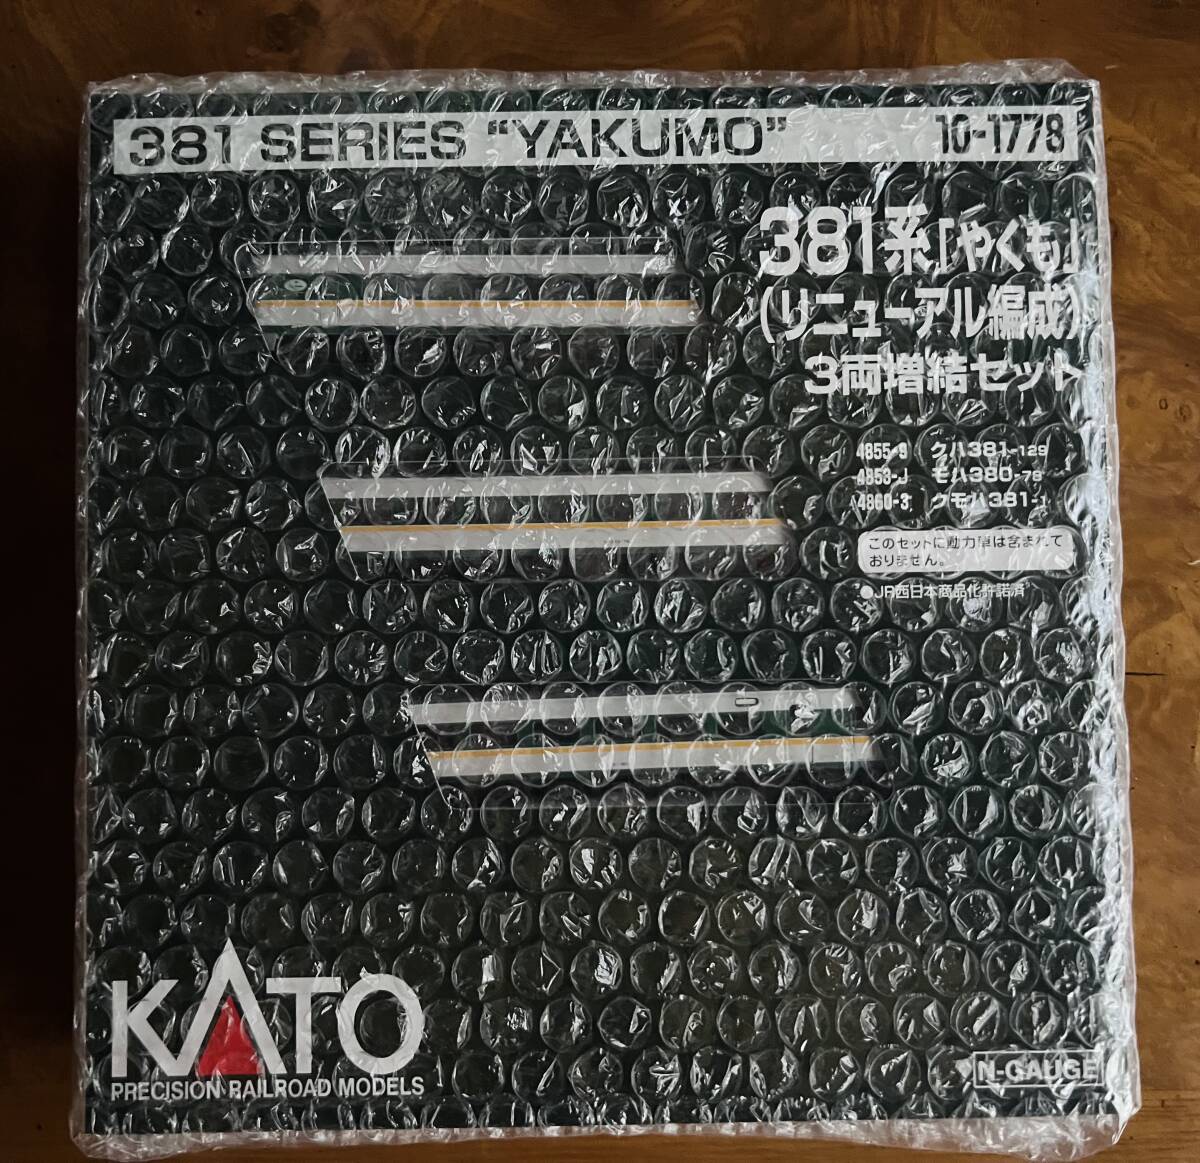 381 SERIES "YAKUMO" 10-1778
381系「やくも」
（リニューアル編成）
3両増結セット
4855-9 クハ381-129
4853-J モハ380-78
4860-3 クモハ381-1
このセットに動力車は含まれて
おりません。
●JR西日本商品化許諾済
KATO
PRECISION RAILROAD MODELS
N-GAUGE